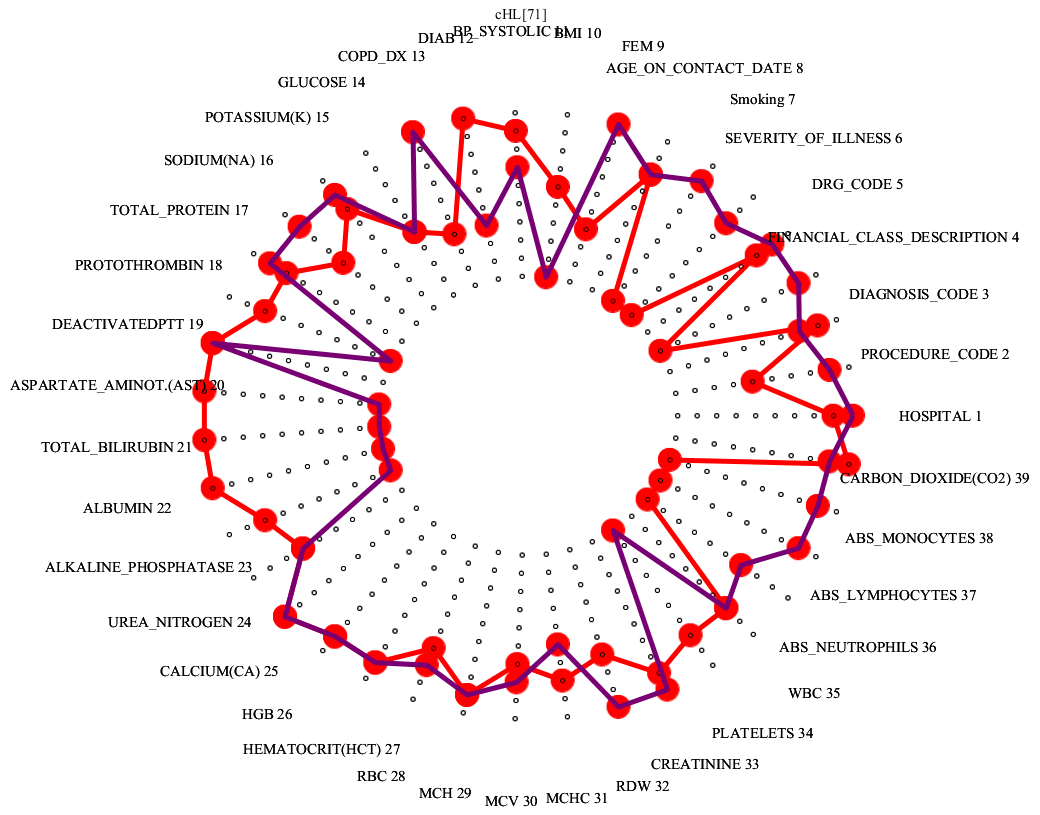 cHL[71]
BP_SYSTOLIC 11
BMI 10
DIAB 12
FEM 9
COPD_DX 13
AGE_ON_CONTACT_DATE 8
GLUCOSE 14
Smoking 7
POTASSIUM(K) 15
SEVERITY_OF_ILLNESS 6
SODIUM(NA) 16
DRG_CODE 5
TOTAL_PROTEIN 17
FINANCIAL_CLASS_DESCRIPTION 4
PROTOTHROMBIN 18
DIAGNOSIS_CODE 3
DEACTIVATEDPTT 19
PROCEDURE_CODE 2
ASPARTATE_AMINOT.(AST) 20
HOSPITAL 1
TOTAL_BILIRUBIN 21
CARBON_DIOXIDE(CO2) 39
ALBUMIN 22
ABS_MONOCYTES 38
ALKALINE_PHOSPHATASE 23
ABS_LYMPHOCYTES 37
UREA_NITROGEN 24
ABS_NEUTROPHILS 36
CALCIUM(CA) 25
WBC 35
HGB 26
PLATELETS 34
HEMATOCRIT(HCT) 27
CREATININE 33
RBC 28
RDW 32
MCH 29
MCV 30
MCHC 31